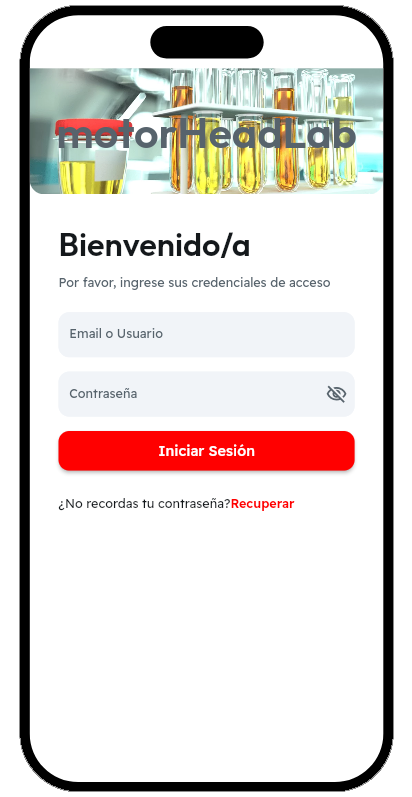 motorHeadLab
Bienvenido/a
Por favor, ingrese sus credenciales de acceso
Email o Usuario
Contraseña
Iniciar Sesión
¿No recordas tu contraseña?Recuperar